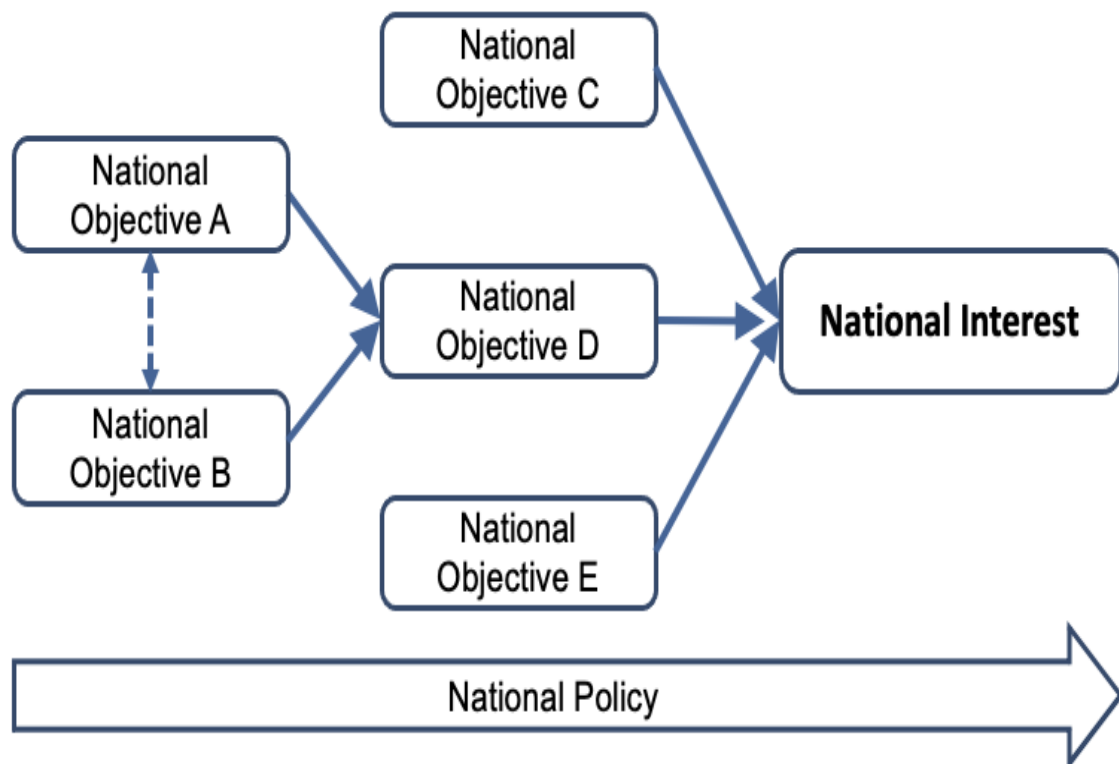 National
Objective C
National
Objective A
National
Objective D
National Interest
National
Objective B
National
Objective E
National Policy